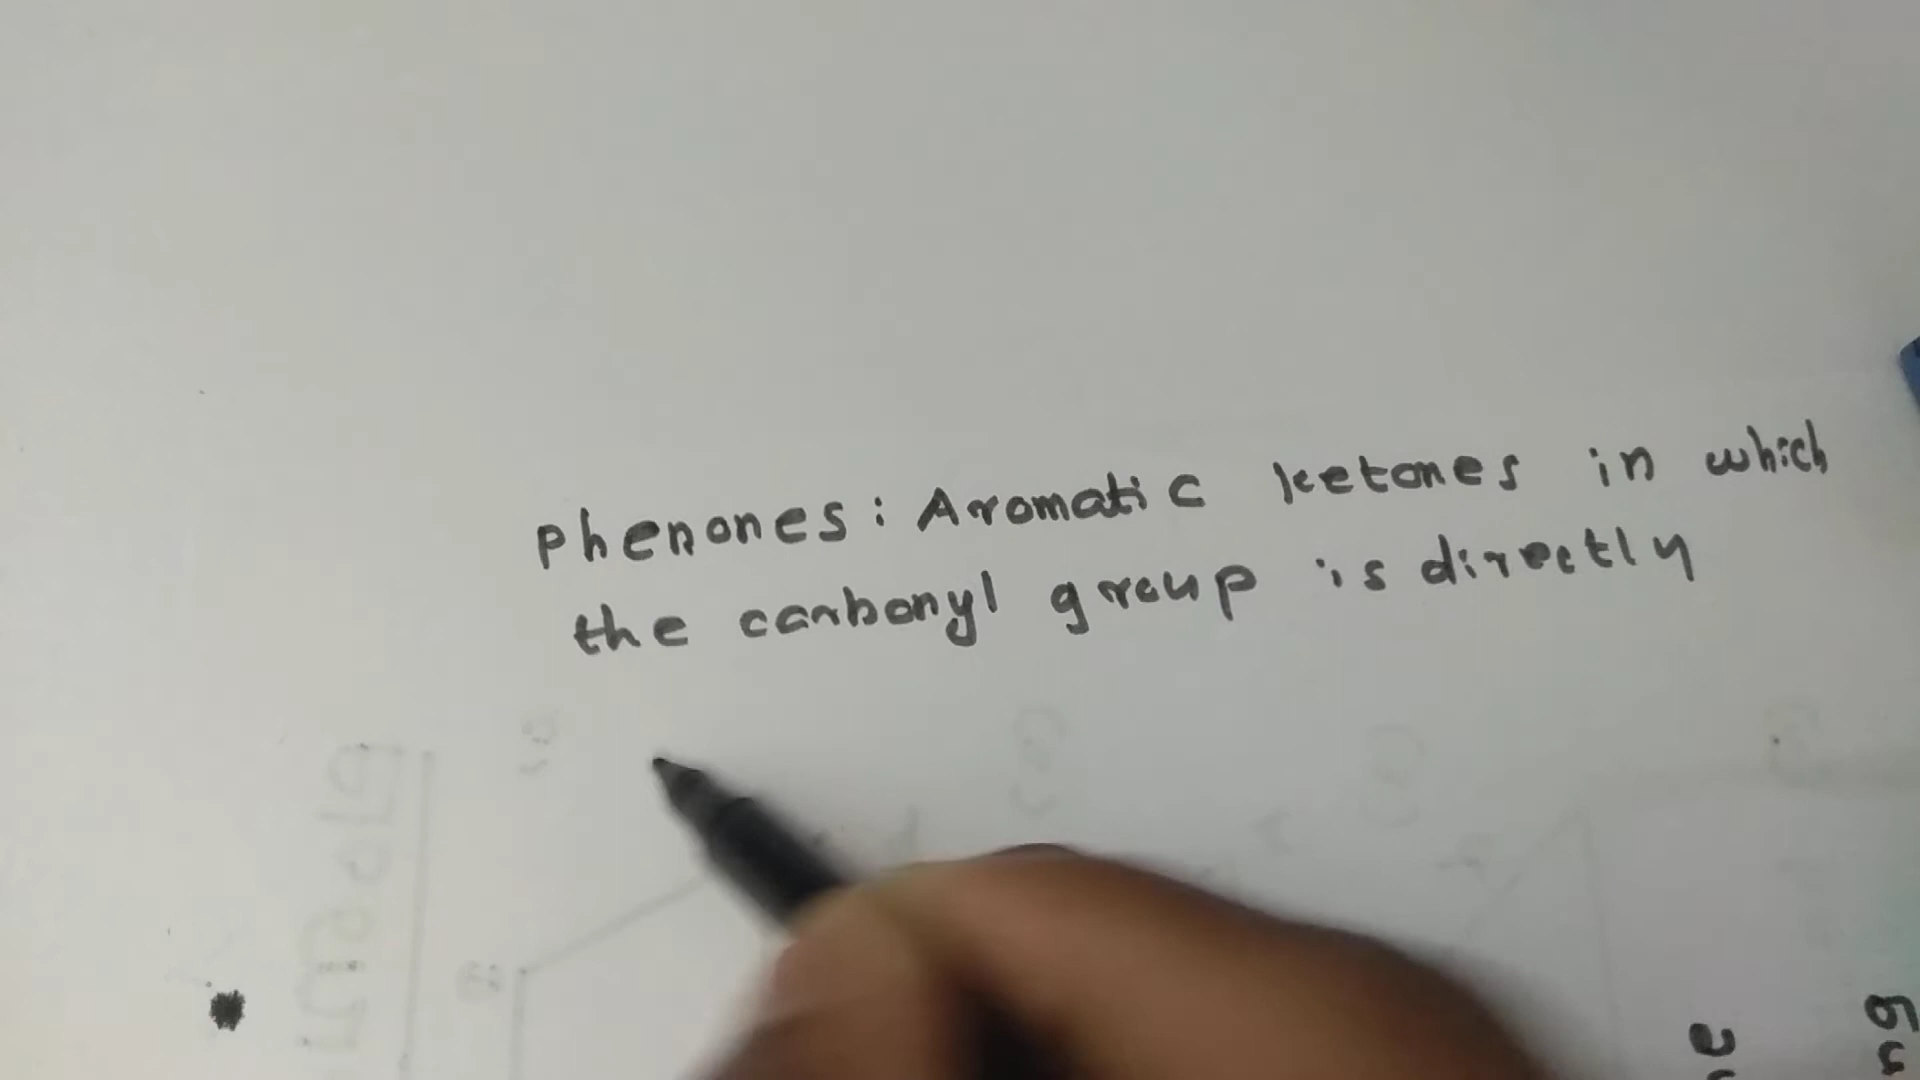 Phenones: Aromatic ketones in which
the carbonyl group is directly